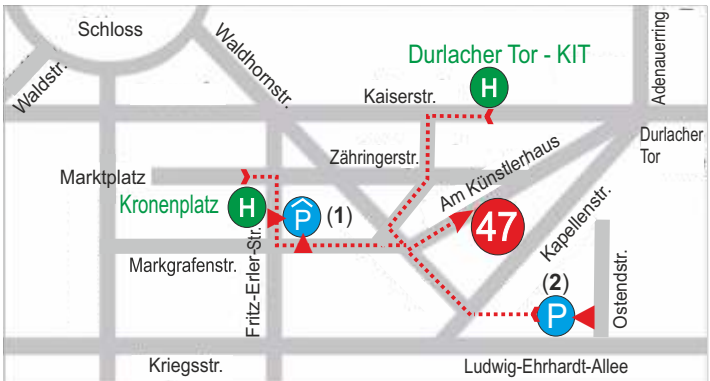 Schloss
Waldstr.
Waldhornstr.
Durlacher Tor - KIT
H
Kaiserstr.
Adenauerring.
Durlacher
Tor
Zähringerstr.
Marktplatz
Am Künstlerhaus
Kronenplatz
H
P
(1)
47
Markgrafenstr.
Fritz-Erler-Str.
Kapellenstr.
(2)
P
Ostendstr.
Kriegsstr.
Ludwig-Ehrhardt-Allee